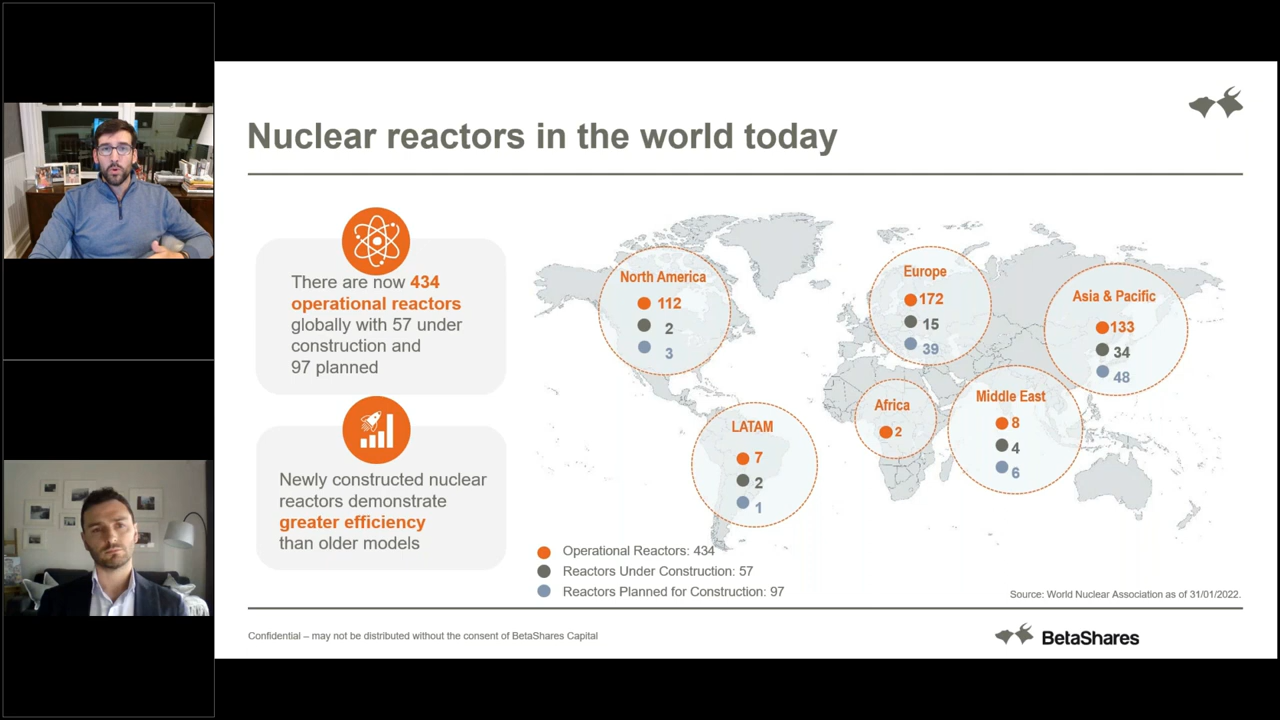 Nuclear reactors in the world today
There are now 434
operational reactors
globally with 57 under
construction and
97 planned
Newly constructed nuclear
reactors demonstrate
greater efficiency
than older models
North America
112
2
3
LATAM
7
2
1
Europe
172
15
39
Africa
2
Middle East
8
4
6
Asia & Pacific
133
34
48
Operational Reactors: 434
Reactors Under Construction: 57
Reactors Planned for Construction: 97
Source: World Nuclear Association as of 31/01/2022.
Confidential – may not be distributed without the consent of BetaShares Capital
BetaShares